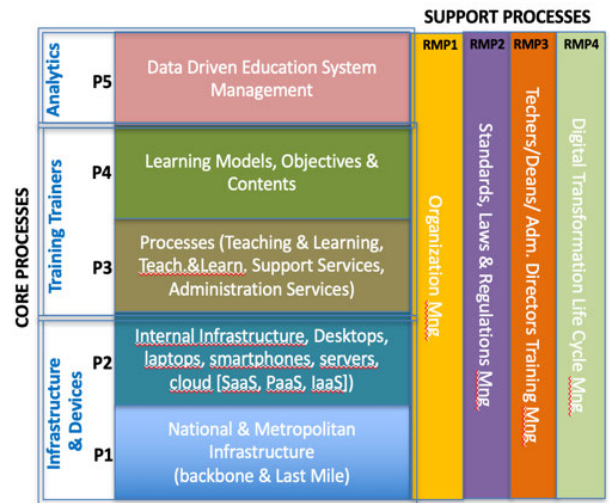 SUPPORT PROCESSES
RMP1
RMP2
RMP3
RMP4
CORE PROCESSES
Analytics
P5
Data Driven Education System
Management
Training Trainers
P4
Learning Models, Objectives &
Contents
P3
Processes (Teaching & Learning,
Teach.&Learn, Support Services,
Administration Services)
Infrastructure
& Devices
P2
Internal Infrastructure, Desktops,
laptops, smartphones, servers,
cloud [SaaS, PaaS, IaaS])
P1
National & Metropolitan
Infrastructure
(backbone & Last Mile)
Organization Mng
Standards, Laws & Regulations Mng
Techers/Deans/ Adm. Directors Training Mng
Digital Transformation Life Cycle Mng